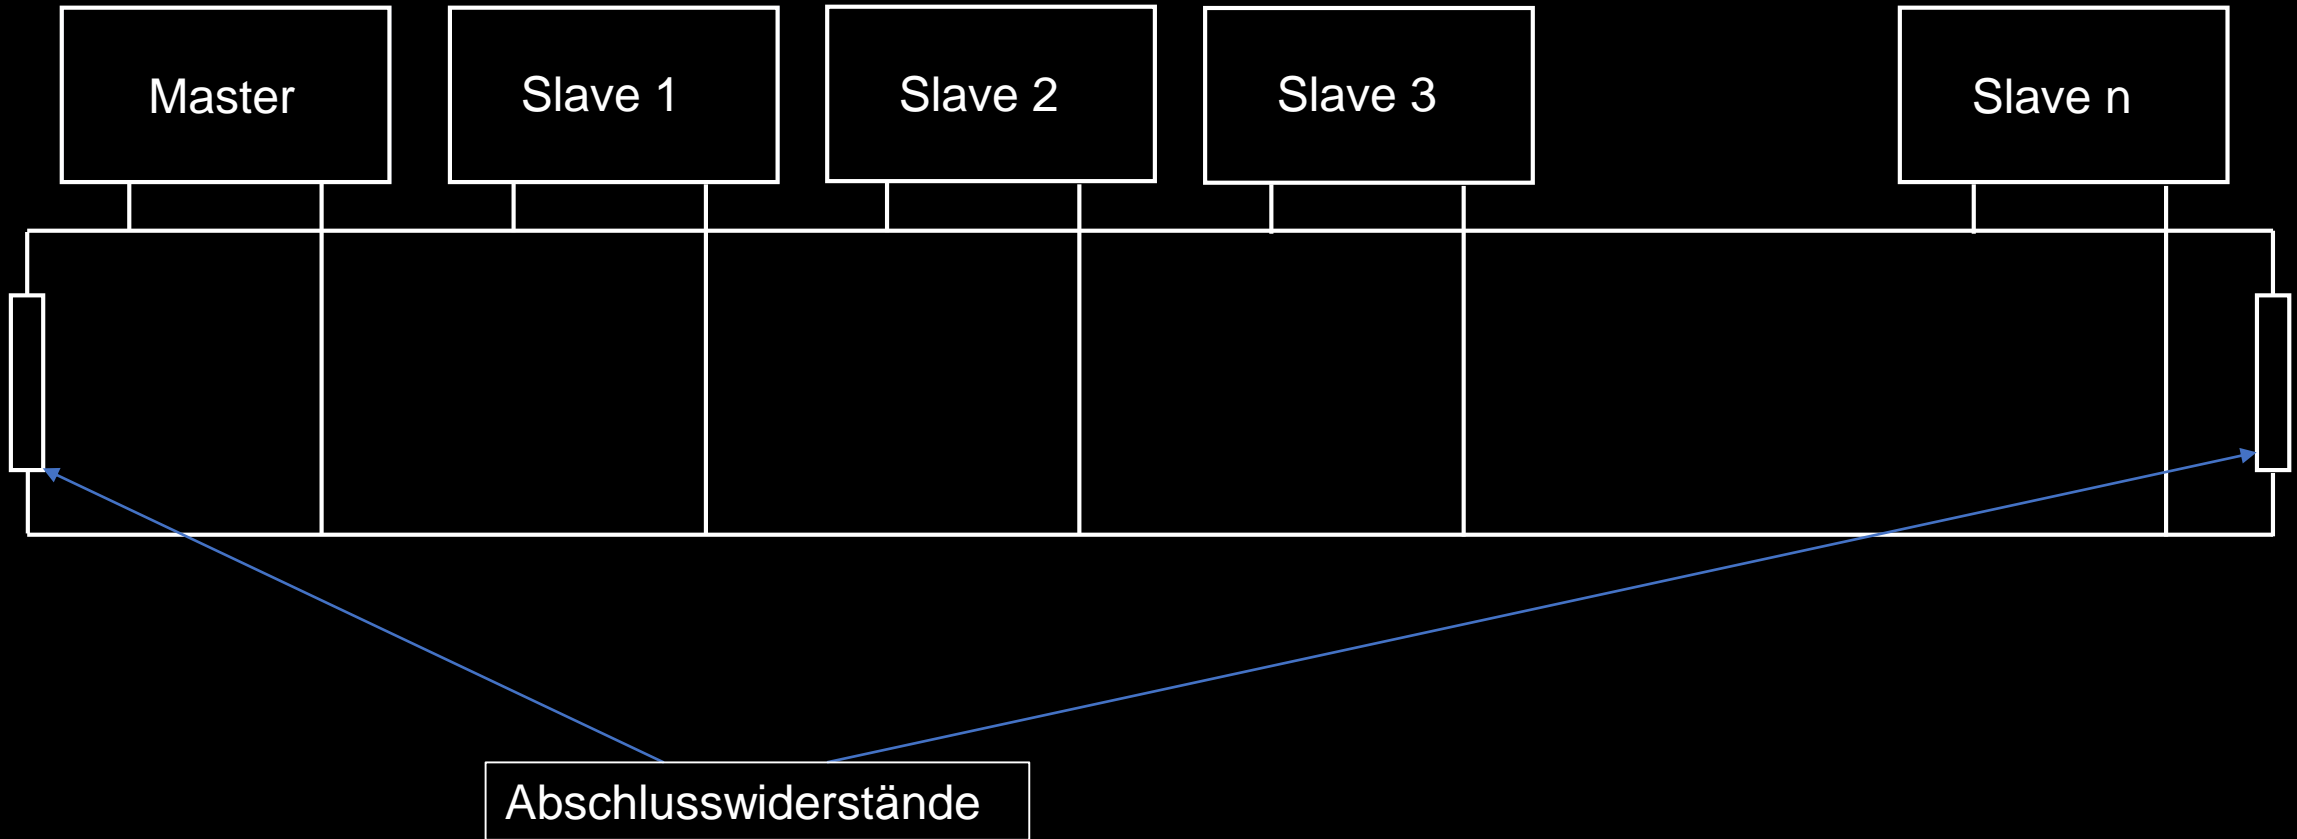 Master
Slave 1
Slave 2
Slave 3
Slave n
Abschlusswiderstände